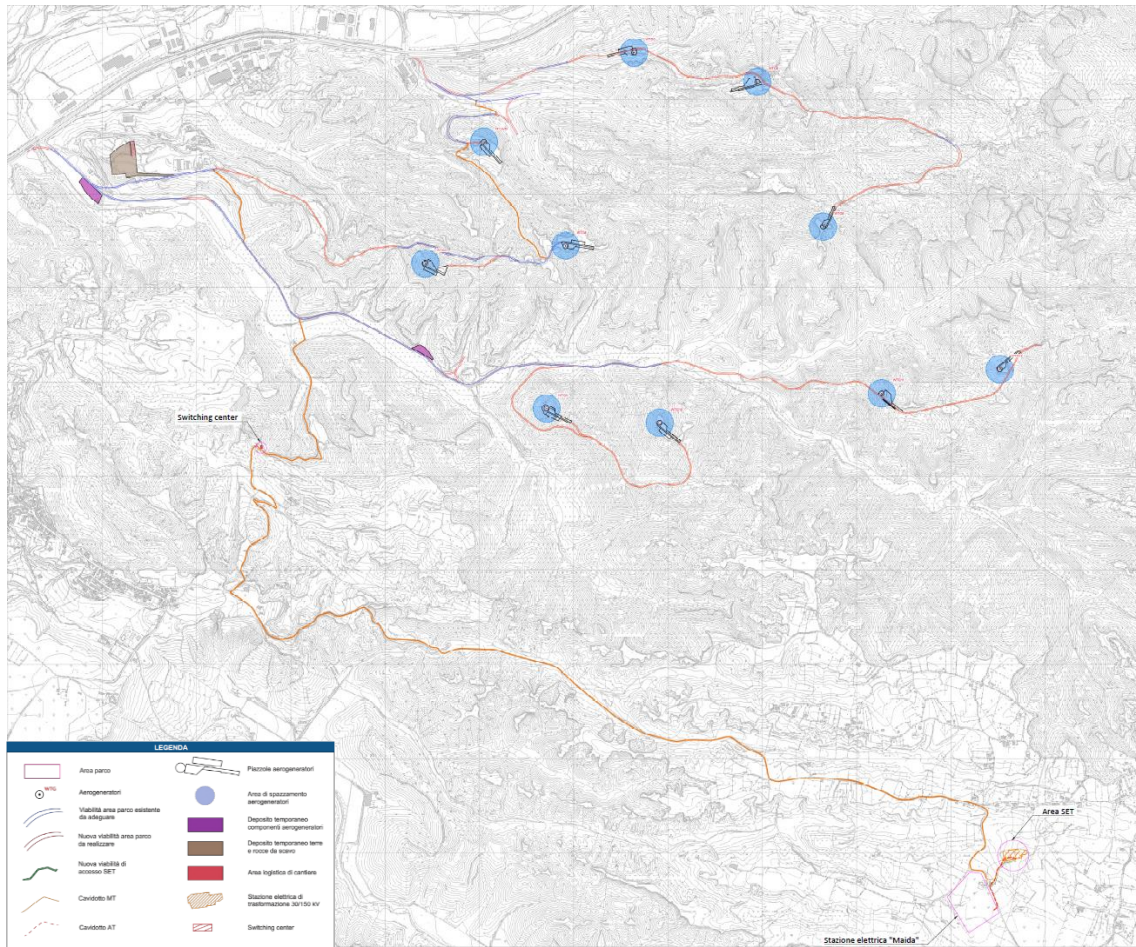 Switching center
Area SET
Stazione elettrica "Maida"
LEGENDA
Area parco
WTG
Aerogeneratori
Viabilità area parco esistente
da adeguare
Nuova viabilità area parco
da realizzare
Nuova viabilità di
accesso SET
Cavidotto MT
Cavidotto AT
Piazzole aerogeneratori
Area di spazzamento
aerogeneratori
Deposito temporaneo
componenti aerogeneratori
Deposito temporaneo terre
e rocce da scavo
Area logistica di cantiere
Stazione elettrica di
trasformazione 30/150 kV
Switching center